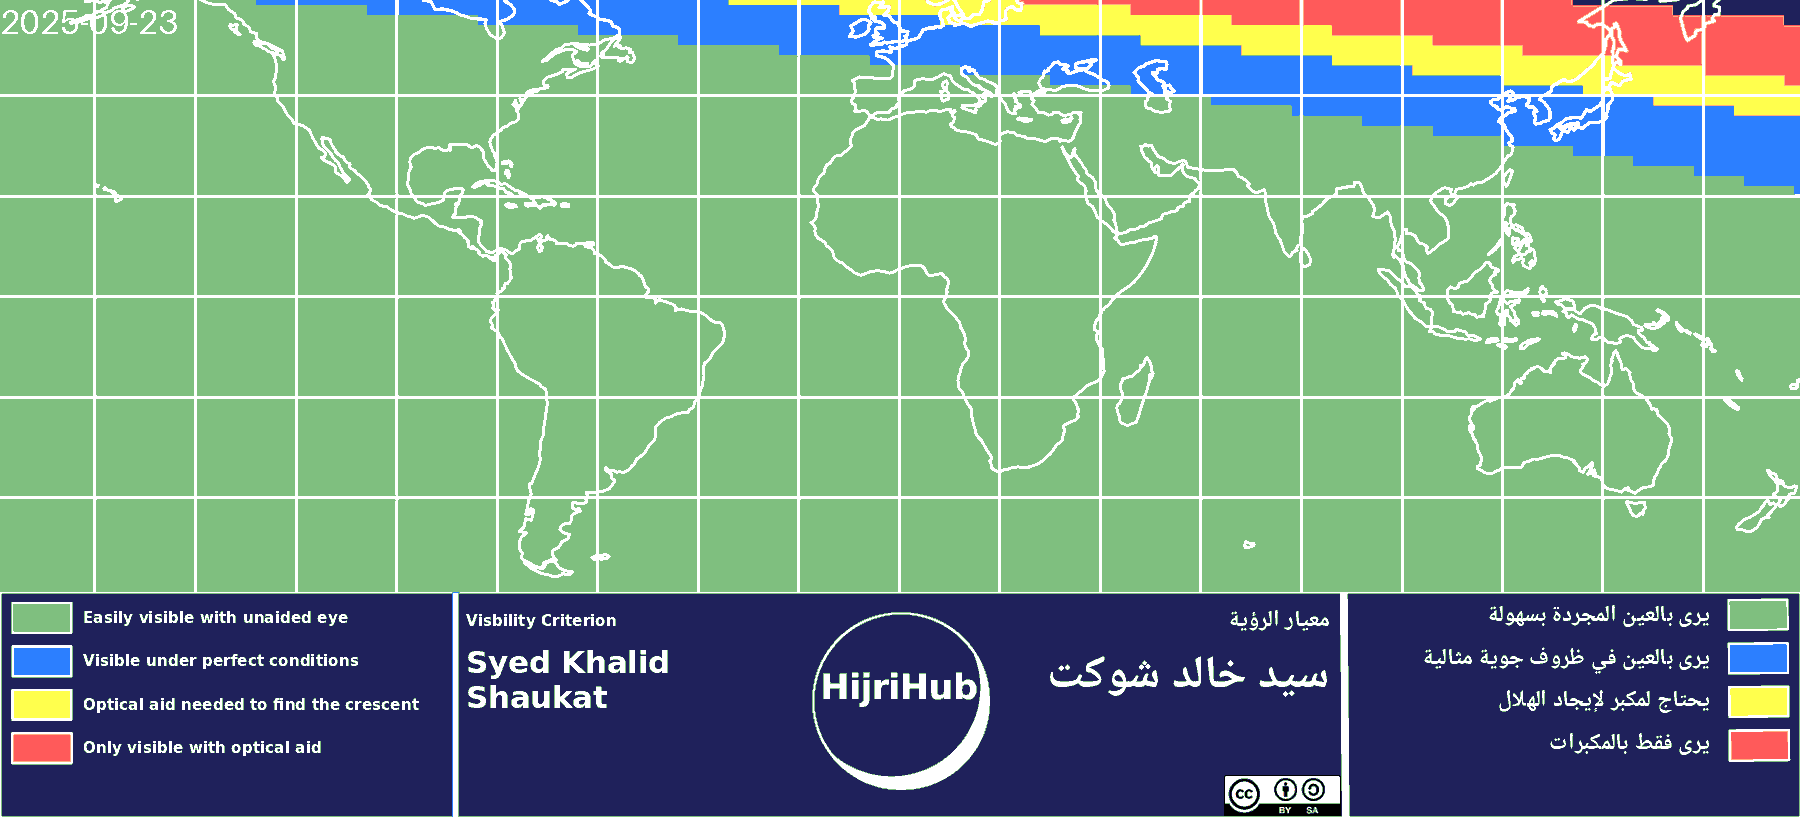 2025-09-23
Easily visible with unaided eye
Visible under perfect conditions
Optical aid needed to find the crescent
Only visible with optical aid
Visbility Criterion
Syed Khalid
Shaukat
HijriHub
معيار الرؤية
سيد خالد شوكت
CC
BY SA
يرى بالعين المجردة بسهولة
يرى بالعين في ظروف جوية مثالية
يحتاج لمكبر لإيجاد الهلال
يرى فقط بالمكبرات